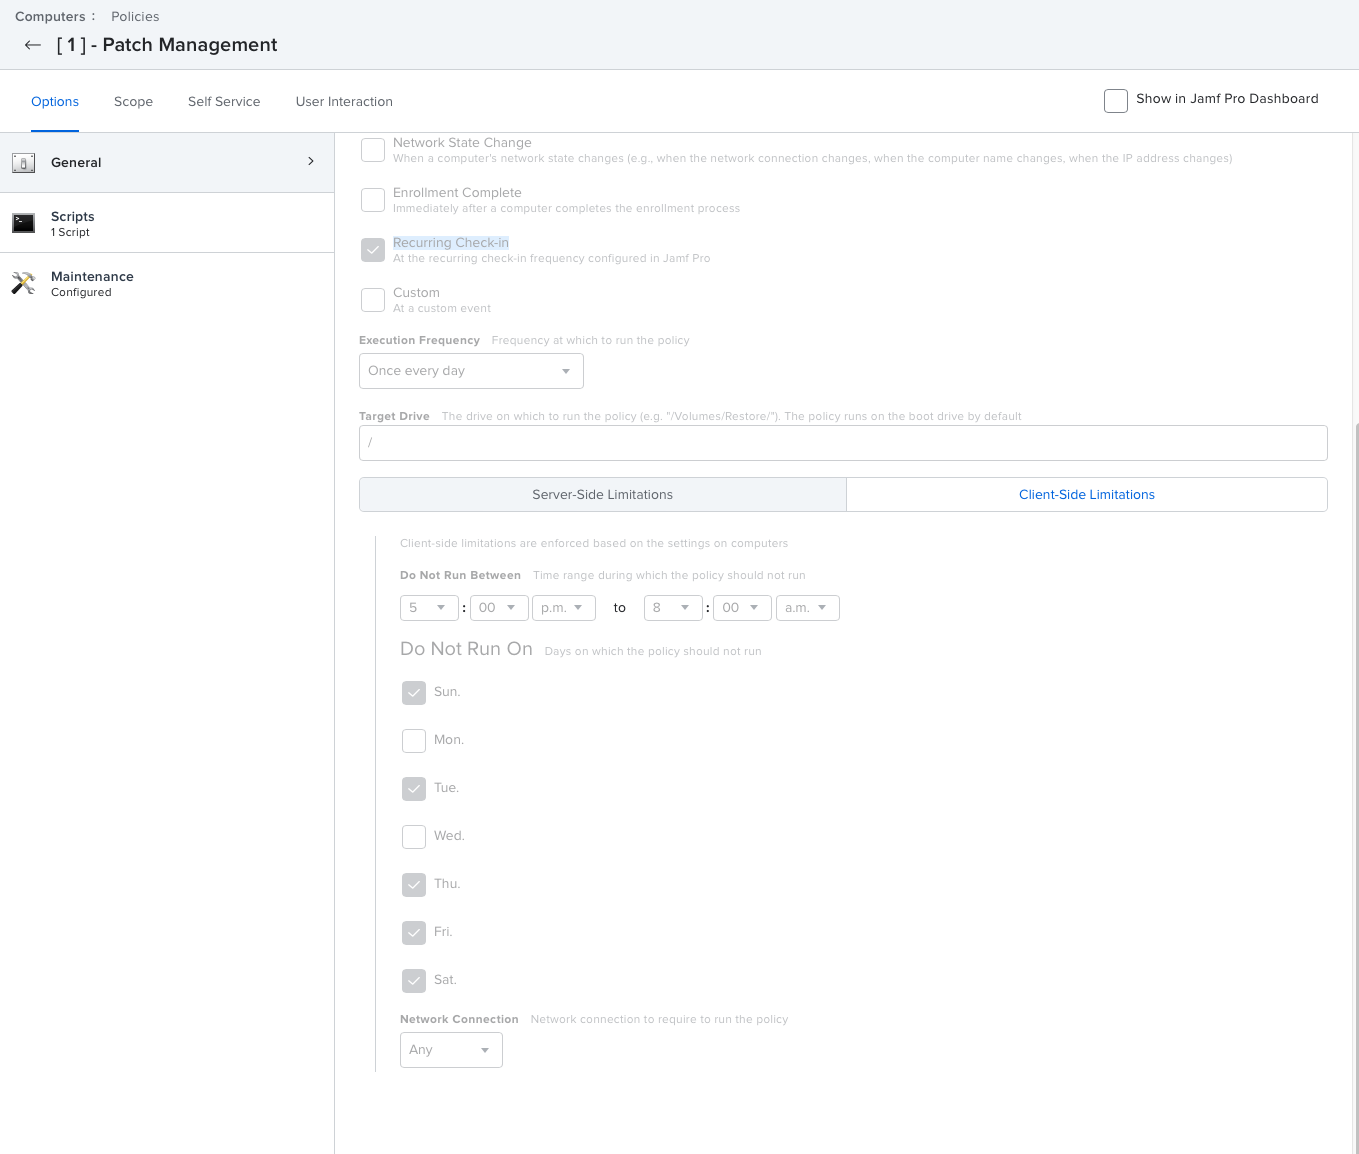 Computers : Policies
← [ 1 ] - Patch Management
Options Scope Self Service User Interaction
Show in Jamf Pro Dashboard
General
Scripts
1 Script
Maintenance
Configured
Network State Change
When a computer's network state changes (e.g., when the network connection changes, when the computer name changes, when the IP address changes)
Enrollment Complete
Immediately after a computer completes the enrollment process
Recurring Check-in
At the recurring check-in frequency configured in Jamf Pro
Custom
At a custom event
Execution Frequency Frequency at which to run the policy
Once every day
Target Drive The drive on which to run the policy (e.g. "/Volumes/Restore/"). The policy runs on the boot drive by default
/
Server-Side Limitations Client-Side Limitations
Client-side limitations are enforced based on the settings on computers
Do Not Run Between Time range during which the policy should not run
5 : 00 p.m. to 8 : 00 a.m.
Do Not Run On Days on which the policy should not run
Sun.
Mon.
Tue.
Wed.
Thu.
Fri.
Sat.
Network Connection Network connection to require to run the policy
Any